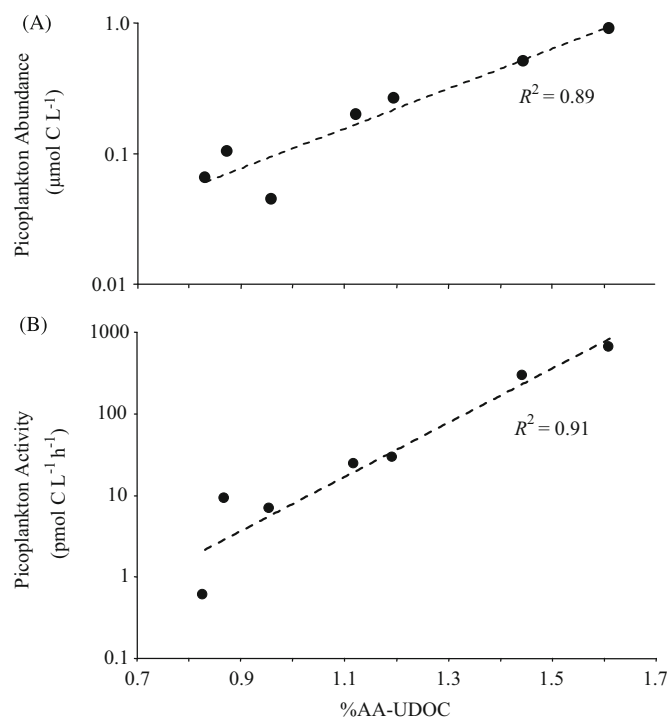 (A)
Picoplankton Abundance
(μmol C L⁻¹)
1.0
0.1
0.01
R² = 0.89
(B)
Picoplankton Activity
(pmol C L⁻¹ h⁻¹)
1000
100
10
1
0.1
R² = 0.91
0.7 0.9 1.1 1.3 1.5 1.7
%AA-UDOC